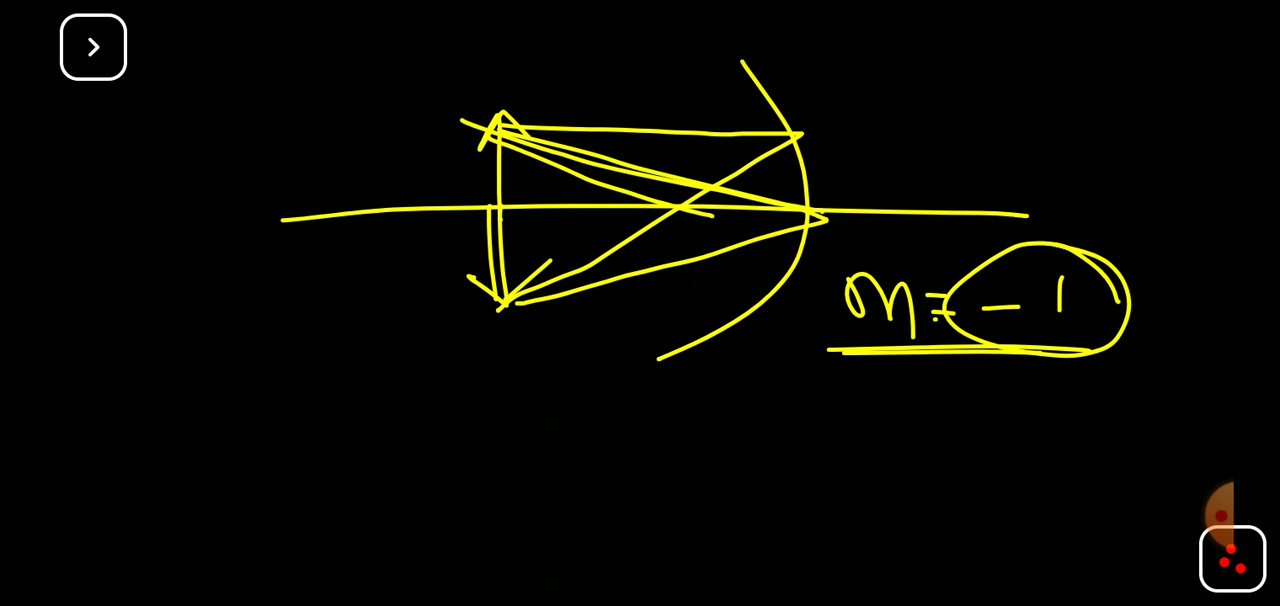 m = - 1